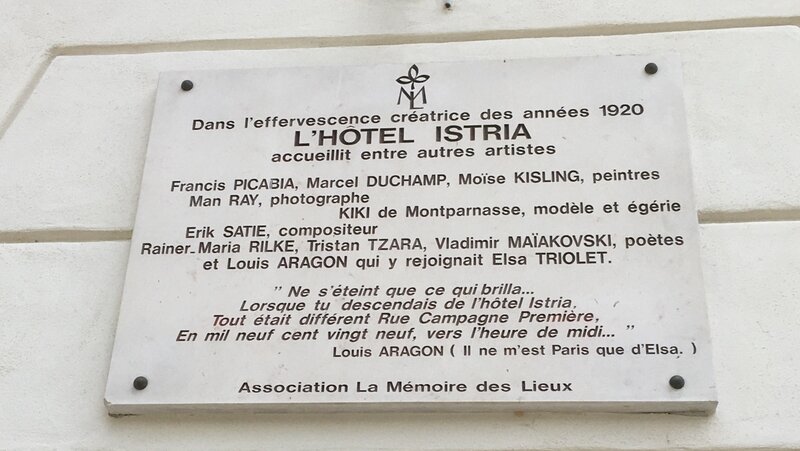 Dans l'effervescence créatrice des années 1920
L'HÔTEL ISTRIA
accueillit entre autres artistes
Francis PICABIA, Marcel DUCHAMP, Moïse KISLING, peintres
Man RAY, photographe
KIKI de Montparnasse, modèle et égérie
Erik SATIE, compositeur
Rainer-Maria RILKE, Tristan TZARA, Vladimir MAÏAKOVSKI, poètes
et Louis ARAGON qui y rejoignait Elsa TRIOLET.
" Ne s'éteint que ce qui brilla...
Lorsque tu descendais de l'hôtel Istria,
Tout était différent Rue Campagne Première,
En mil neuf cent vingt neuf, vers l'heure de midi... "
Louis ARAGON ( Il ne m'est Paris que d'Elsa. )
Association La Mémoire des Lieux